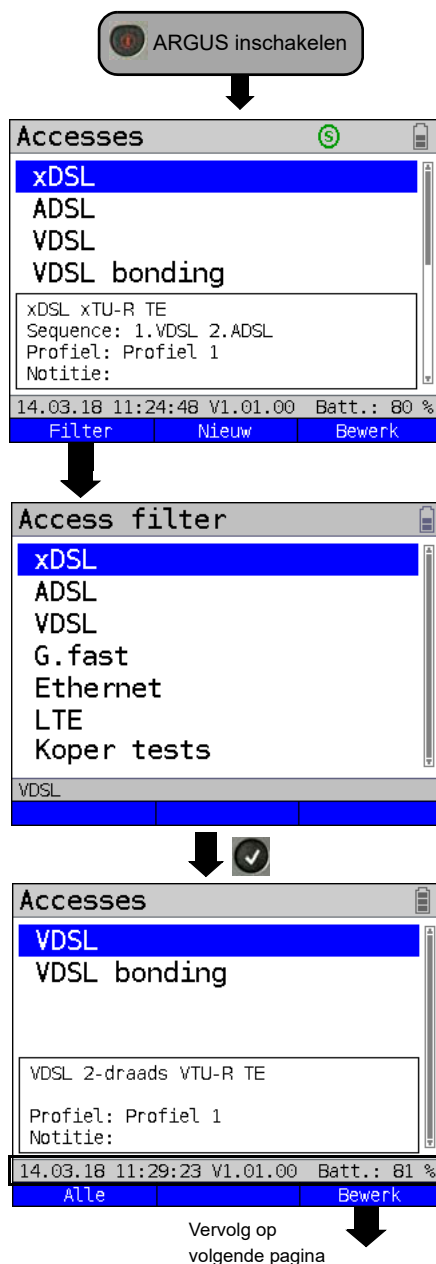 ARGUS inschakelen
Accesses S
xDSL
ADSL
VDSL
VDSL bonding
xDSL xTU-R TE
Sequence: 1.VDSL 2.ADSL
Profiel: Profiel 1
Notitie:
14.03.18 11:24:48 V1.01.00 Batt.: 80 %
Filter Nieuw Bewerk
Access filter
xDSL
ADSL
VDSL
G.fast
Ethernet
LTE
Koper tests
VDSL
Accesses
VDSL
VDSL bonding
VDSL 2-draads VTU-R TE
Profiel: Profiel 1
Notitie:
14.03.18 11:29:23 V1.01.00 Batt.: 81 %
Alle Bewerk
Vervolg op
volgende pagina